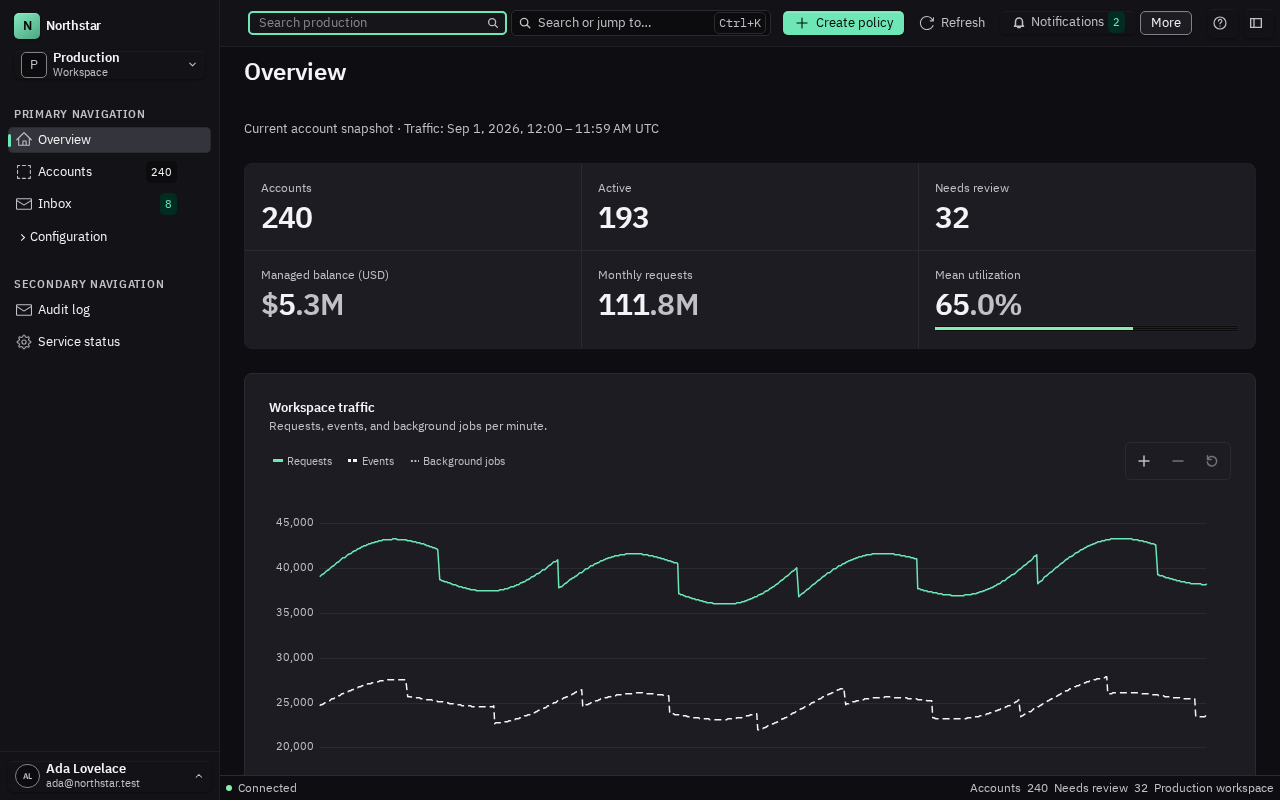 N Northstar
P Production
Workspace
PRIMARY NAVIGATION
Overview
Accounts 240
Inbox 8
Configuration
SECONDARY NAVIGATION
Audit log
Service status
AL Ada Lovelace
ada@northstar.test
Search production
Search or jump to… Ctrl+K
Create policy
Refresh
Notifications 2
More
Overview
Current account snapshot · Traffic: Sep 1, 2026, 12:00 – 11:59 AM UTC
Accounts
240
Active
193
Needs review
32
Managed balance (USD)
$5.3M
Monthly requests
111.8M
Mean utilization
65.0%
Workspace traffic
Requests, events, and background jobs per minute.
Requests Events Background jobs
45,000
40,000
35,000
30,000
25,000
20,000
Connected
Accounts 240 Needs review 32 Production workspace